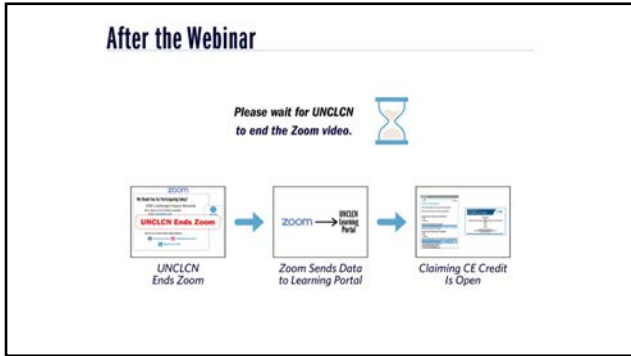 After the Webinar
Please wait for UNCLCN
to end the Zoom video.
zoom
UNCLCN Ends Zoom
UNCLCN
Ends Zoom
zoom
UNCLCN
Learning
Portal
Zoom Sends Data
to Learning Portal
Claiming CE Credit
Is Open